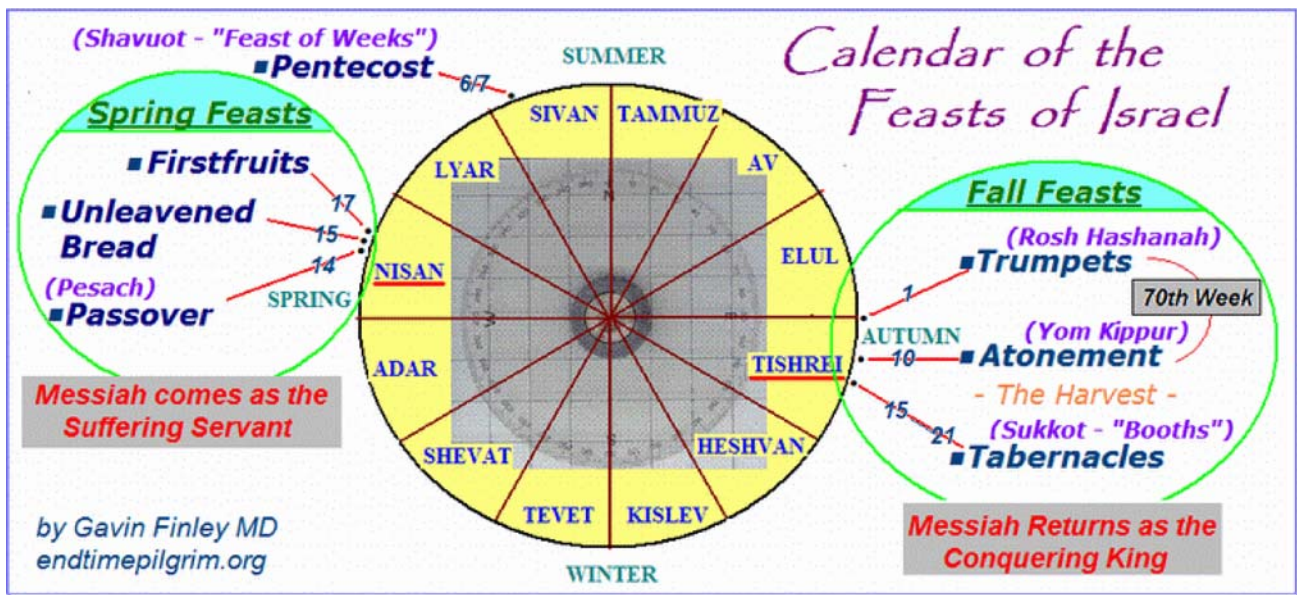 Calendar of the
Feasts of Israel
(Shavuot - "Feast of Weeks")
▪Pentecost
6/7
SUMMER
Spring Feasts
▪Firstfruits
17
▪Unleavened
Bread
15
14
(Pesach)
▪Passover
SPRING
Messiah comes as the
Suffering Servant
SIVAN
TAMMUZ
LYAR
AV
NISAN
ELUL
ADAR
TISHREI
SHEVAT
HESHVAN
TEVET
KISLEV
N
W
E
WINTER
AUTUMN
Fall Feasts
(Rosh Hashanah)
▪Trumpets
1
70th Week
(Yom Kippur)
▪Atonement
10
- The Harvest -
15
21
(Sukkot - "Booths")
▪Tabernacles
Messiah Returns as the
Conquering King
by Gavin Finley MD
endtimepilgrim.org